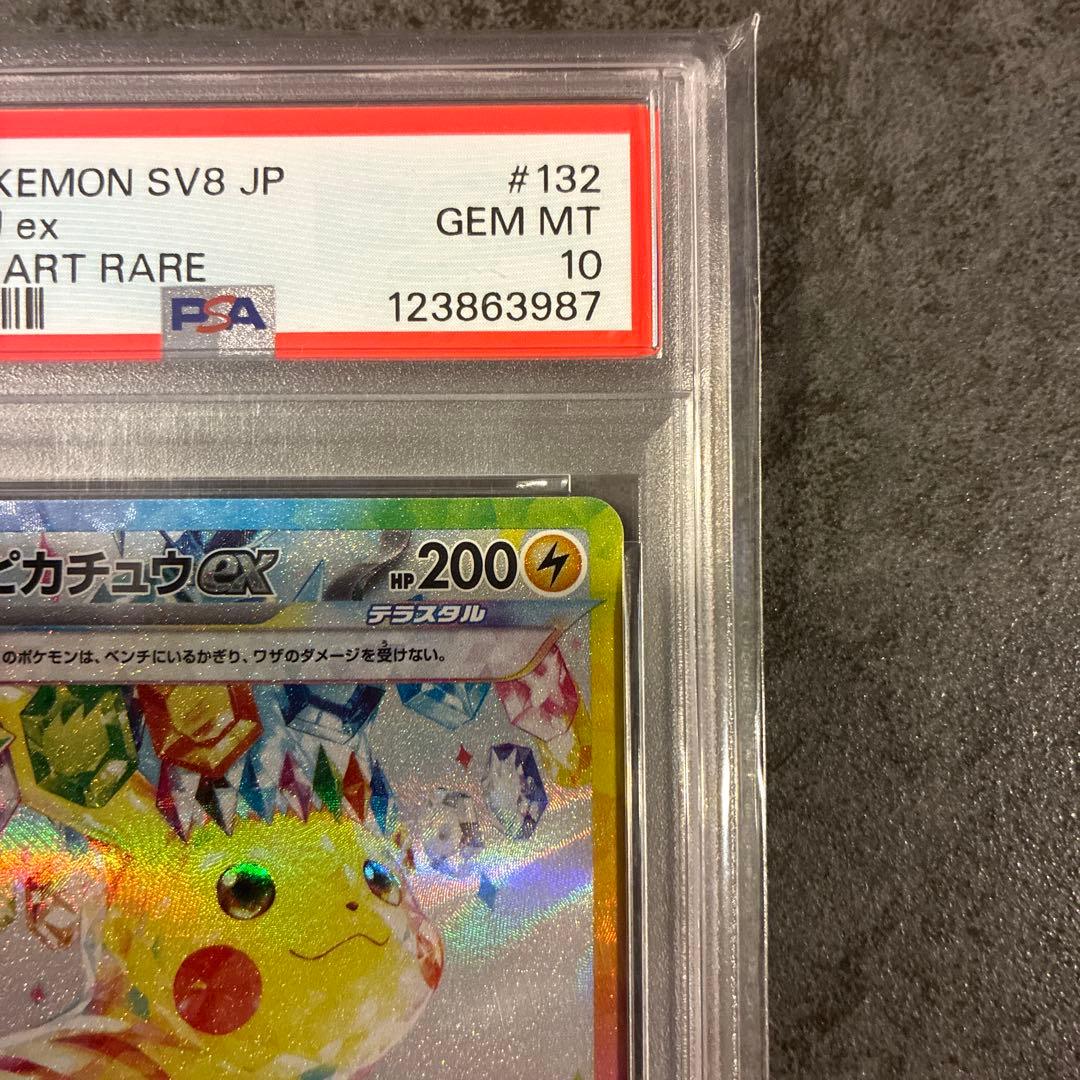 KEMON SV8 JP #132
ex GEM MT
ART RARE 10
PSA 123863987
ピカチュウex HP200
テラスタル
のポケモンは、ベンチにいるかぎり、ワザのダメージを受けない。